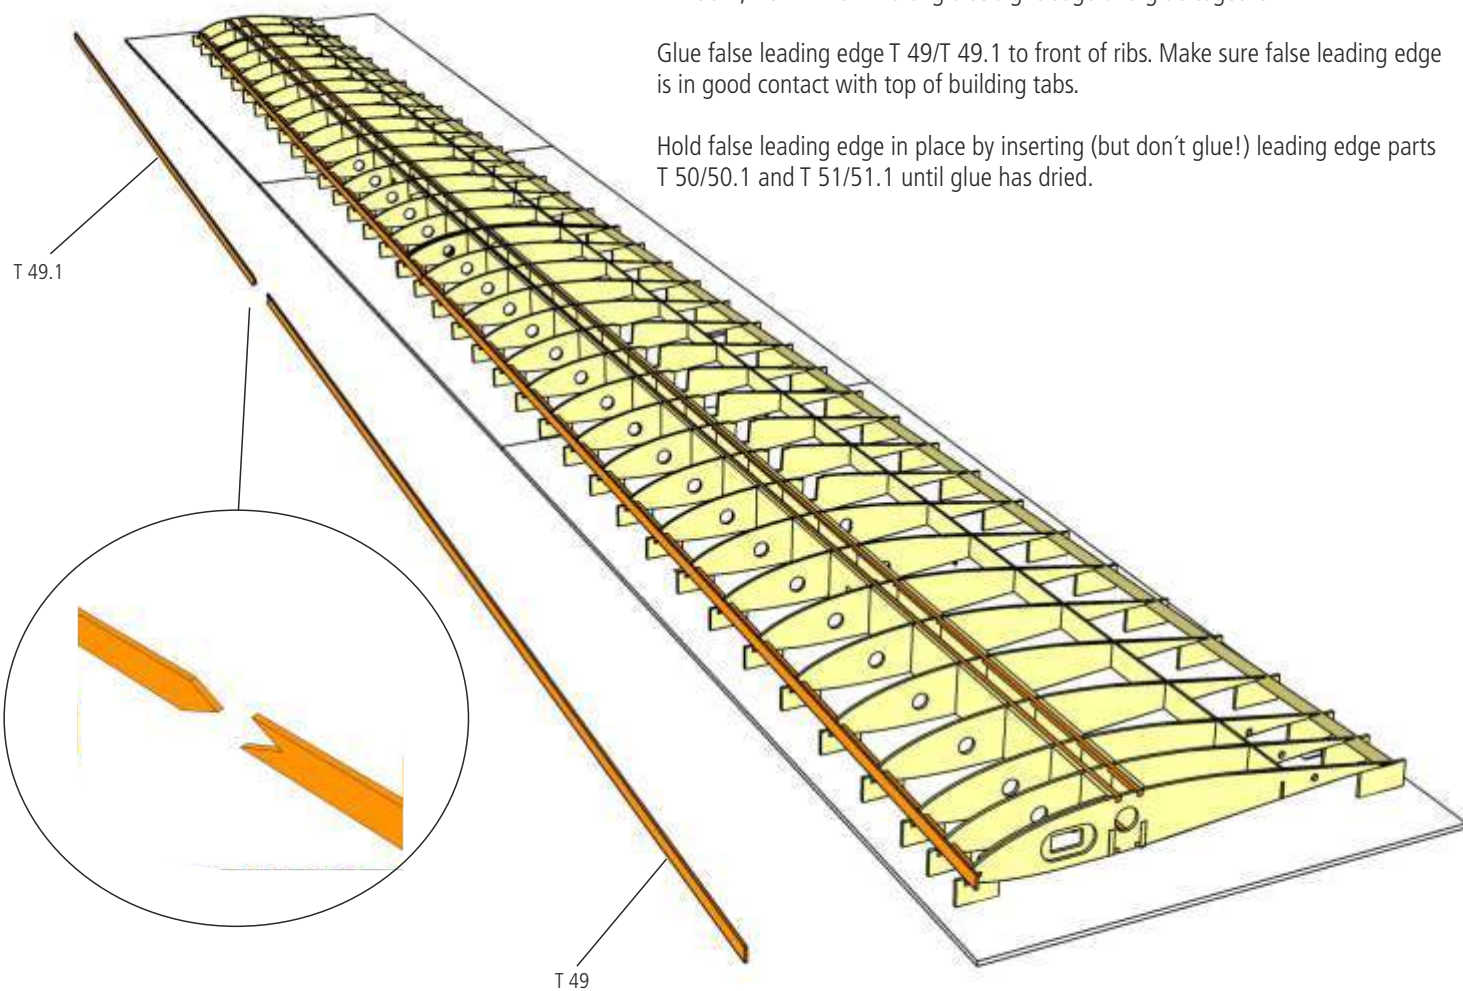 Glue false leading edge T 49/T 49.1 to front of ribs. Make sure false leading edge
is in good contact with top of building tabs.
Hold false leading edge in place by inserting (but don´t glue!) leading edge parts
T 50/50.1 and T 51/51.1 until glue has dried.
T 49.1
T 49